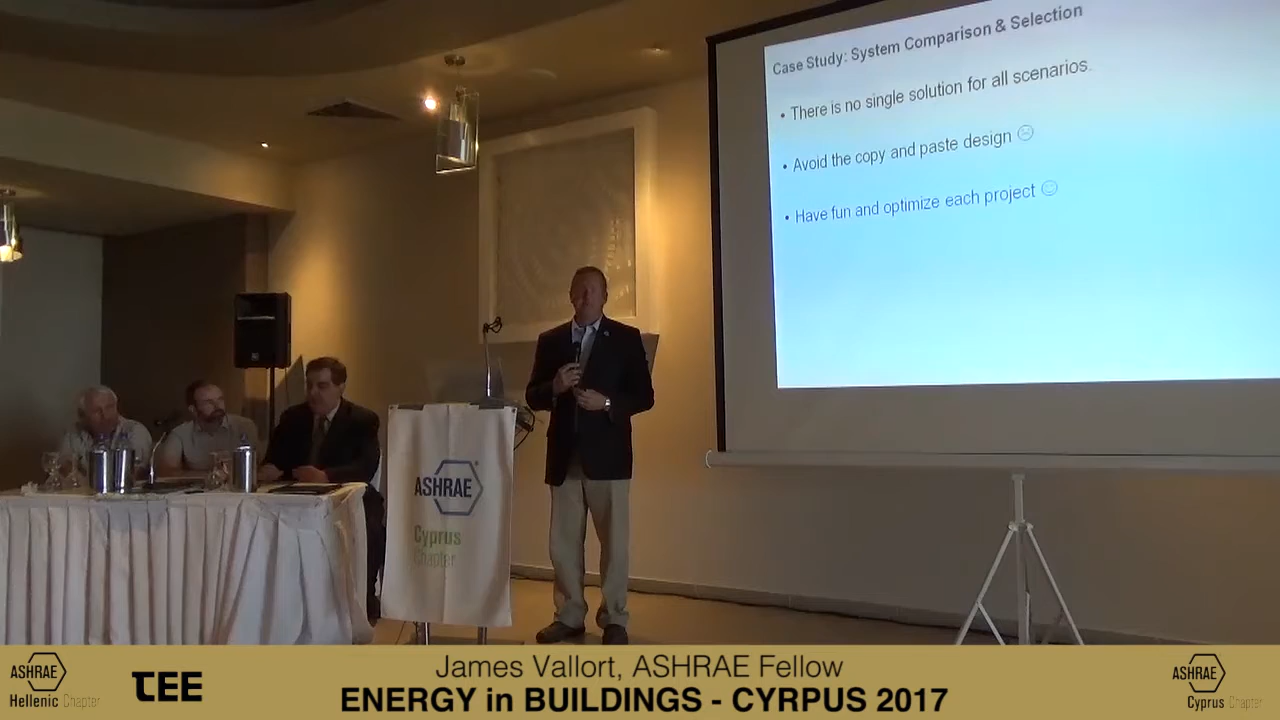 Case Study: System Comparison & Selection
• There is no single solution for all scenarios.
• Avoid the copy and paste design ☹
• Have fun and optimize each project ☺
ASHRAE
Cyprus
Chapter
James Vallort, ASHRAE Fellow
ENERGY in BUILDINGS - CYRPUS 2017
ASHRAE
Hellenic Chapter
TEE
ASHRAE
Cyprus Chapter